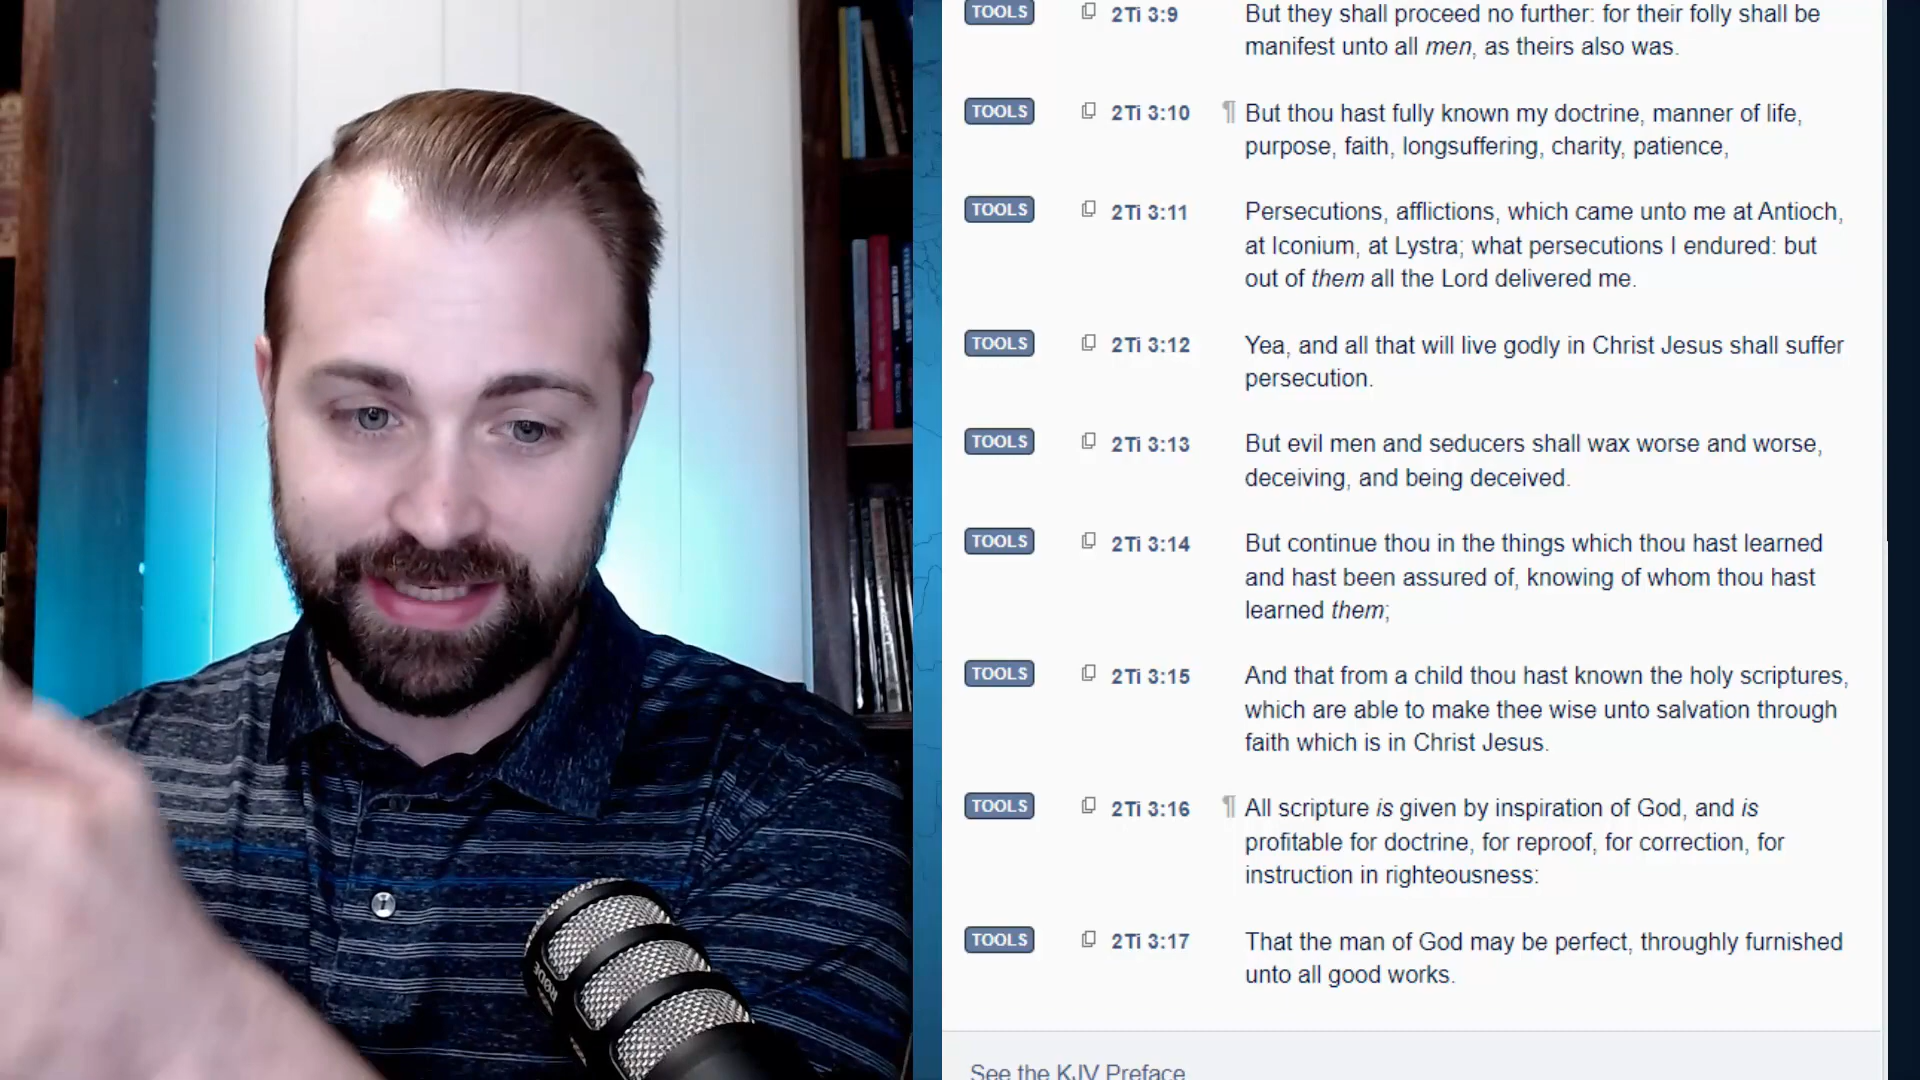 TOOLS 2Ti 3:9 But they shall proceed no further: for their folly shall be
manifest unto all men, as theirs also was.
TOOLS 2Ti 3:10 ¶ But thou hast fully known my doctrine, manner of life,
purpose, faith, longsuffering, charity, patience,
TOOLS 2Ti 3:11 Persecutions, afflictions, which came unto me at Antioch,
at Iconium, at Lystra; what persecutions I endured: but
out of them all the Lord delivered me.
TOOLS 2Ti 3:12 Yea, and all that will live godly in Christ Jesus shall suffer
persecution.
TOOLS 2Ti 3:13 But evil men and seducers shall wax worse and worse,
deceiving, and being deceived.
TOOLS 2Ti 3:14 But continue thou in the things which thou hast learned
and hast been assured of, knowing of whom thou hast
learned them;
TOOLS 2Ti 3:15 And that from a child thou hast known the holy scriptures,
which are able to make thee wise unto salvation through
faith which is in Christ Jesus.
TOOLS 2Ti 3:16 ¶ All scripture is given by inspiration of God, and is
profitable for doctrine, for reproof, for correction, for
instruction in righteousness:
TOOLS 2Ti 3:17 That the man of God may be perfect, throughly furnished
unto all good works.
See the KJV Preface
RØDE